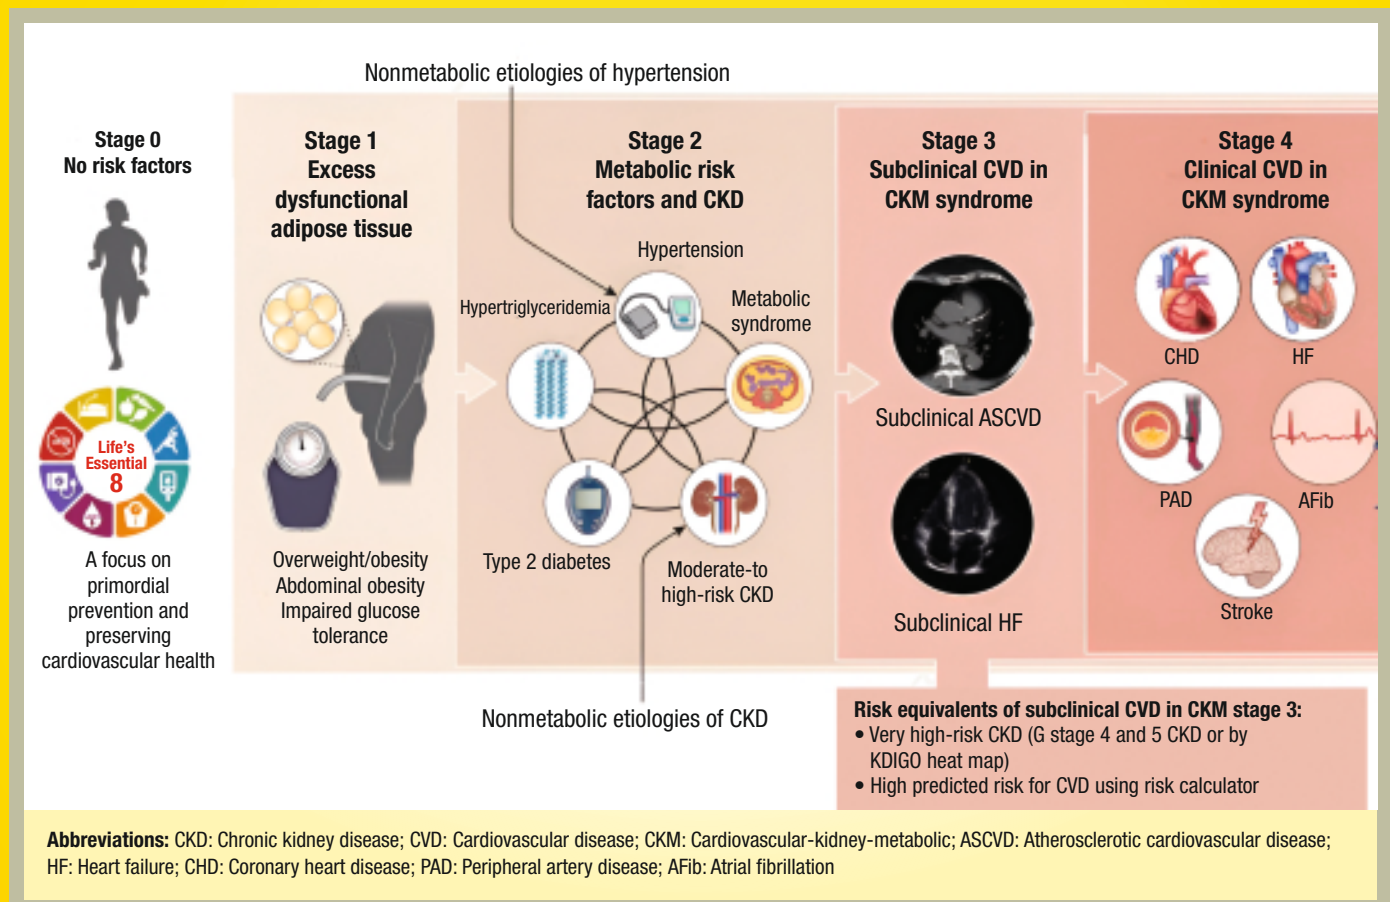 Nonmetabolic etiologies of hypertension
Stage 0
No risk factors
Life's
Essential
8
A focus on
primordial
prevention and
preserving
cardiovascular health
Stage 1
Excess
dysfunctional
adipose tissue
Overweight/obesity
Abdominal obesity
Impaired glucose
tolerance
Stage 2
Metabolic risk
factors and CKD
Hypertension
Hypertriglyceridemia
Metabolic
syndrome
Type 2 diabetes
Moderate-to
high-risk CKD
Nonmetabolic etiologies of CKD
Stage 3
Subclinical CVD in
CKM syndrome
Subclinical ASCVD
Subclinical HF
Stage 4
Clinical CVD in
CKM syndrome
CHD
HF
PAD
AFib
Stroke
Risk equivalents of subclinical CVD in CKM stage 3:
• Very high-risk CKD (G stage 4 and 5 CKD or by
KDIGO heat map)
• High predicted risk for CVD using risk calculator
Abbreviations: CKD: Chronic kidney disease; CVD: Cardiovascular disease; CKM: Cardiovascular-kidney-metabolic; ASCVD: Atherosclerotic cardiovascular disease;
HF: Heart failure; CHD: Coronary heart disease; PAD: Peripheral artery disease; AFib: Atrial fibrillation